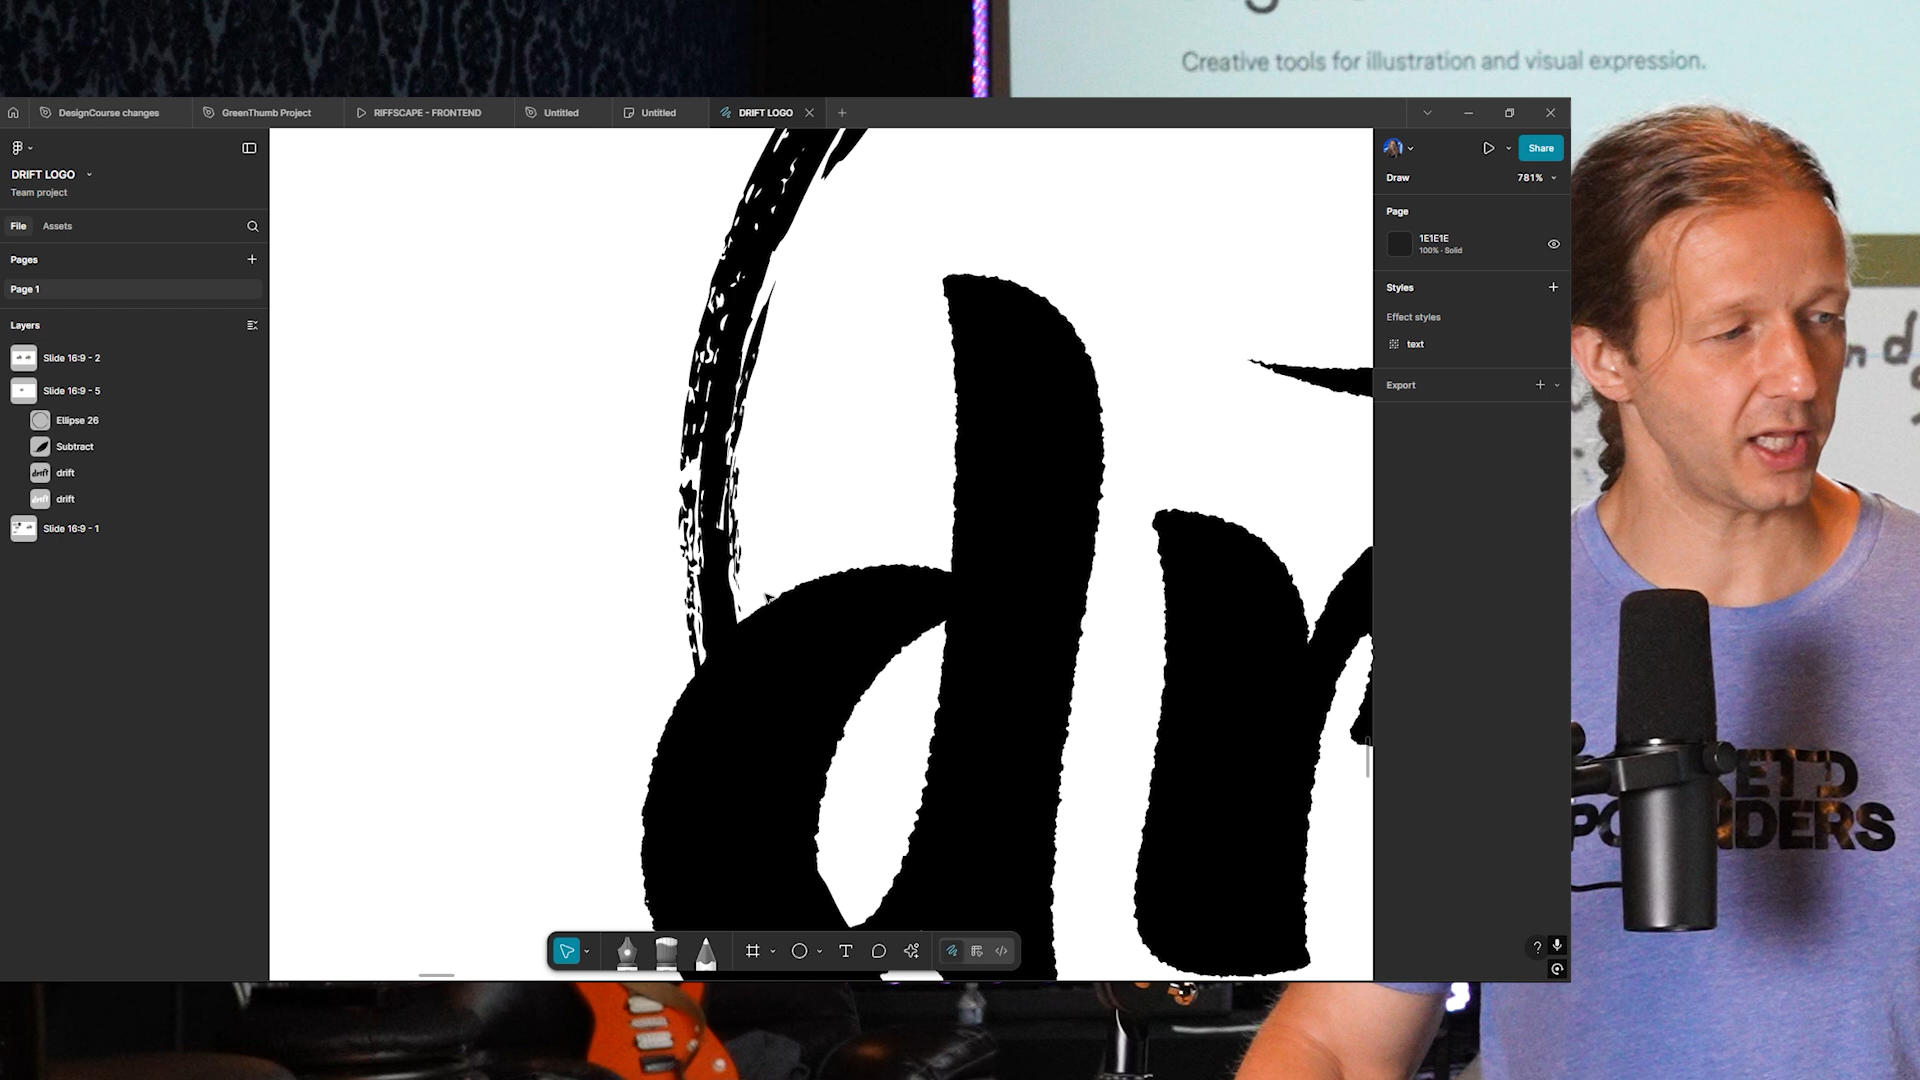 Creative tools for illustration and visual expression.
DesignCourse changes
GreenThumb Project
RIFFSCAPE - FRONTEND
Untitled
Untitled
DRIFT LOGO
DRIFT LOGO
Team project
File
Assets
Pages
Page 1
Layers
Slide 16:9 - 2
Slide 16:9 - 5
Ellipse 26
Subtract
drift
drift
Slide 16:9 - 1
Share
Draw
781%
Page
1E1E1E
100% · Solid
Styles
Effect styles
text
Export
d
T
?